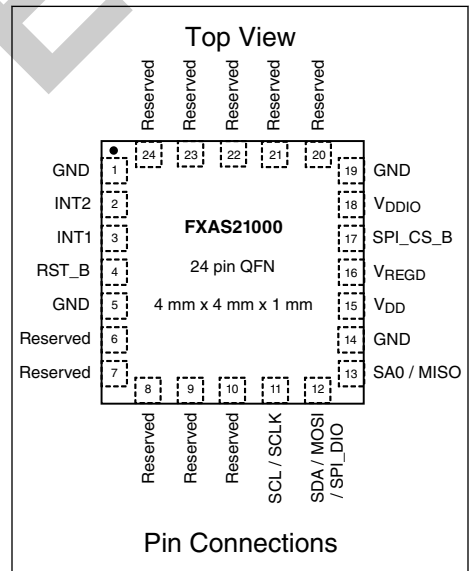 Top View
Reserved
Reserved
Reserved
Reserved
Reserved
24
23
22
21
20
GND 1
INT2 2
INT1 3
RST_B 4
GND 5
Reserved 6
Reserved 7
FXAS21000
24 pin QFN
4 mm x 4 mm x 1 mm
19 GND
18 VDDIO
17 SPI_CS_B
16 VREGD
15 VDD
14 GND
13 SA0 / MISO
8
9
10
11
12
Reserved
Reserved
Reserved
SCL / SCLK
SDA / MOSI
/ SPI_DIO
Pin Connections